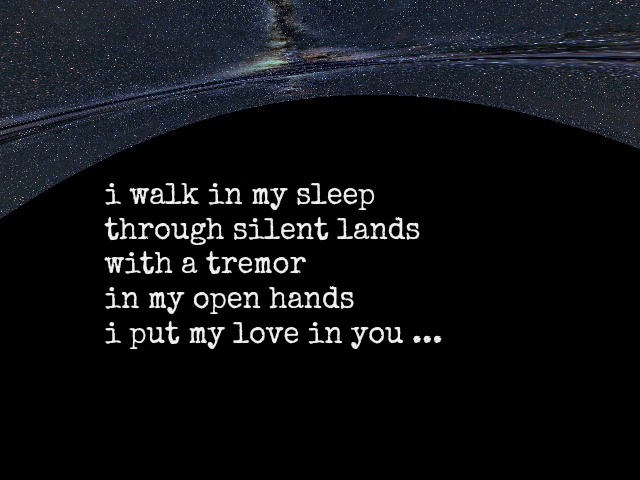 i walk in my sleep
through silent lands
with a tremor
in my open hands
i put my love in you ...